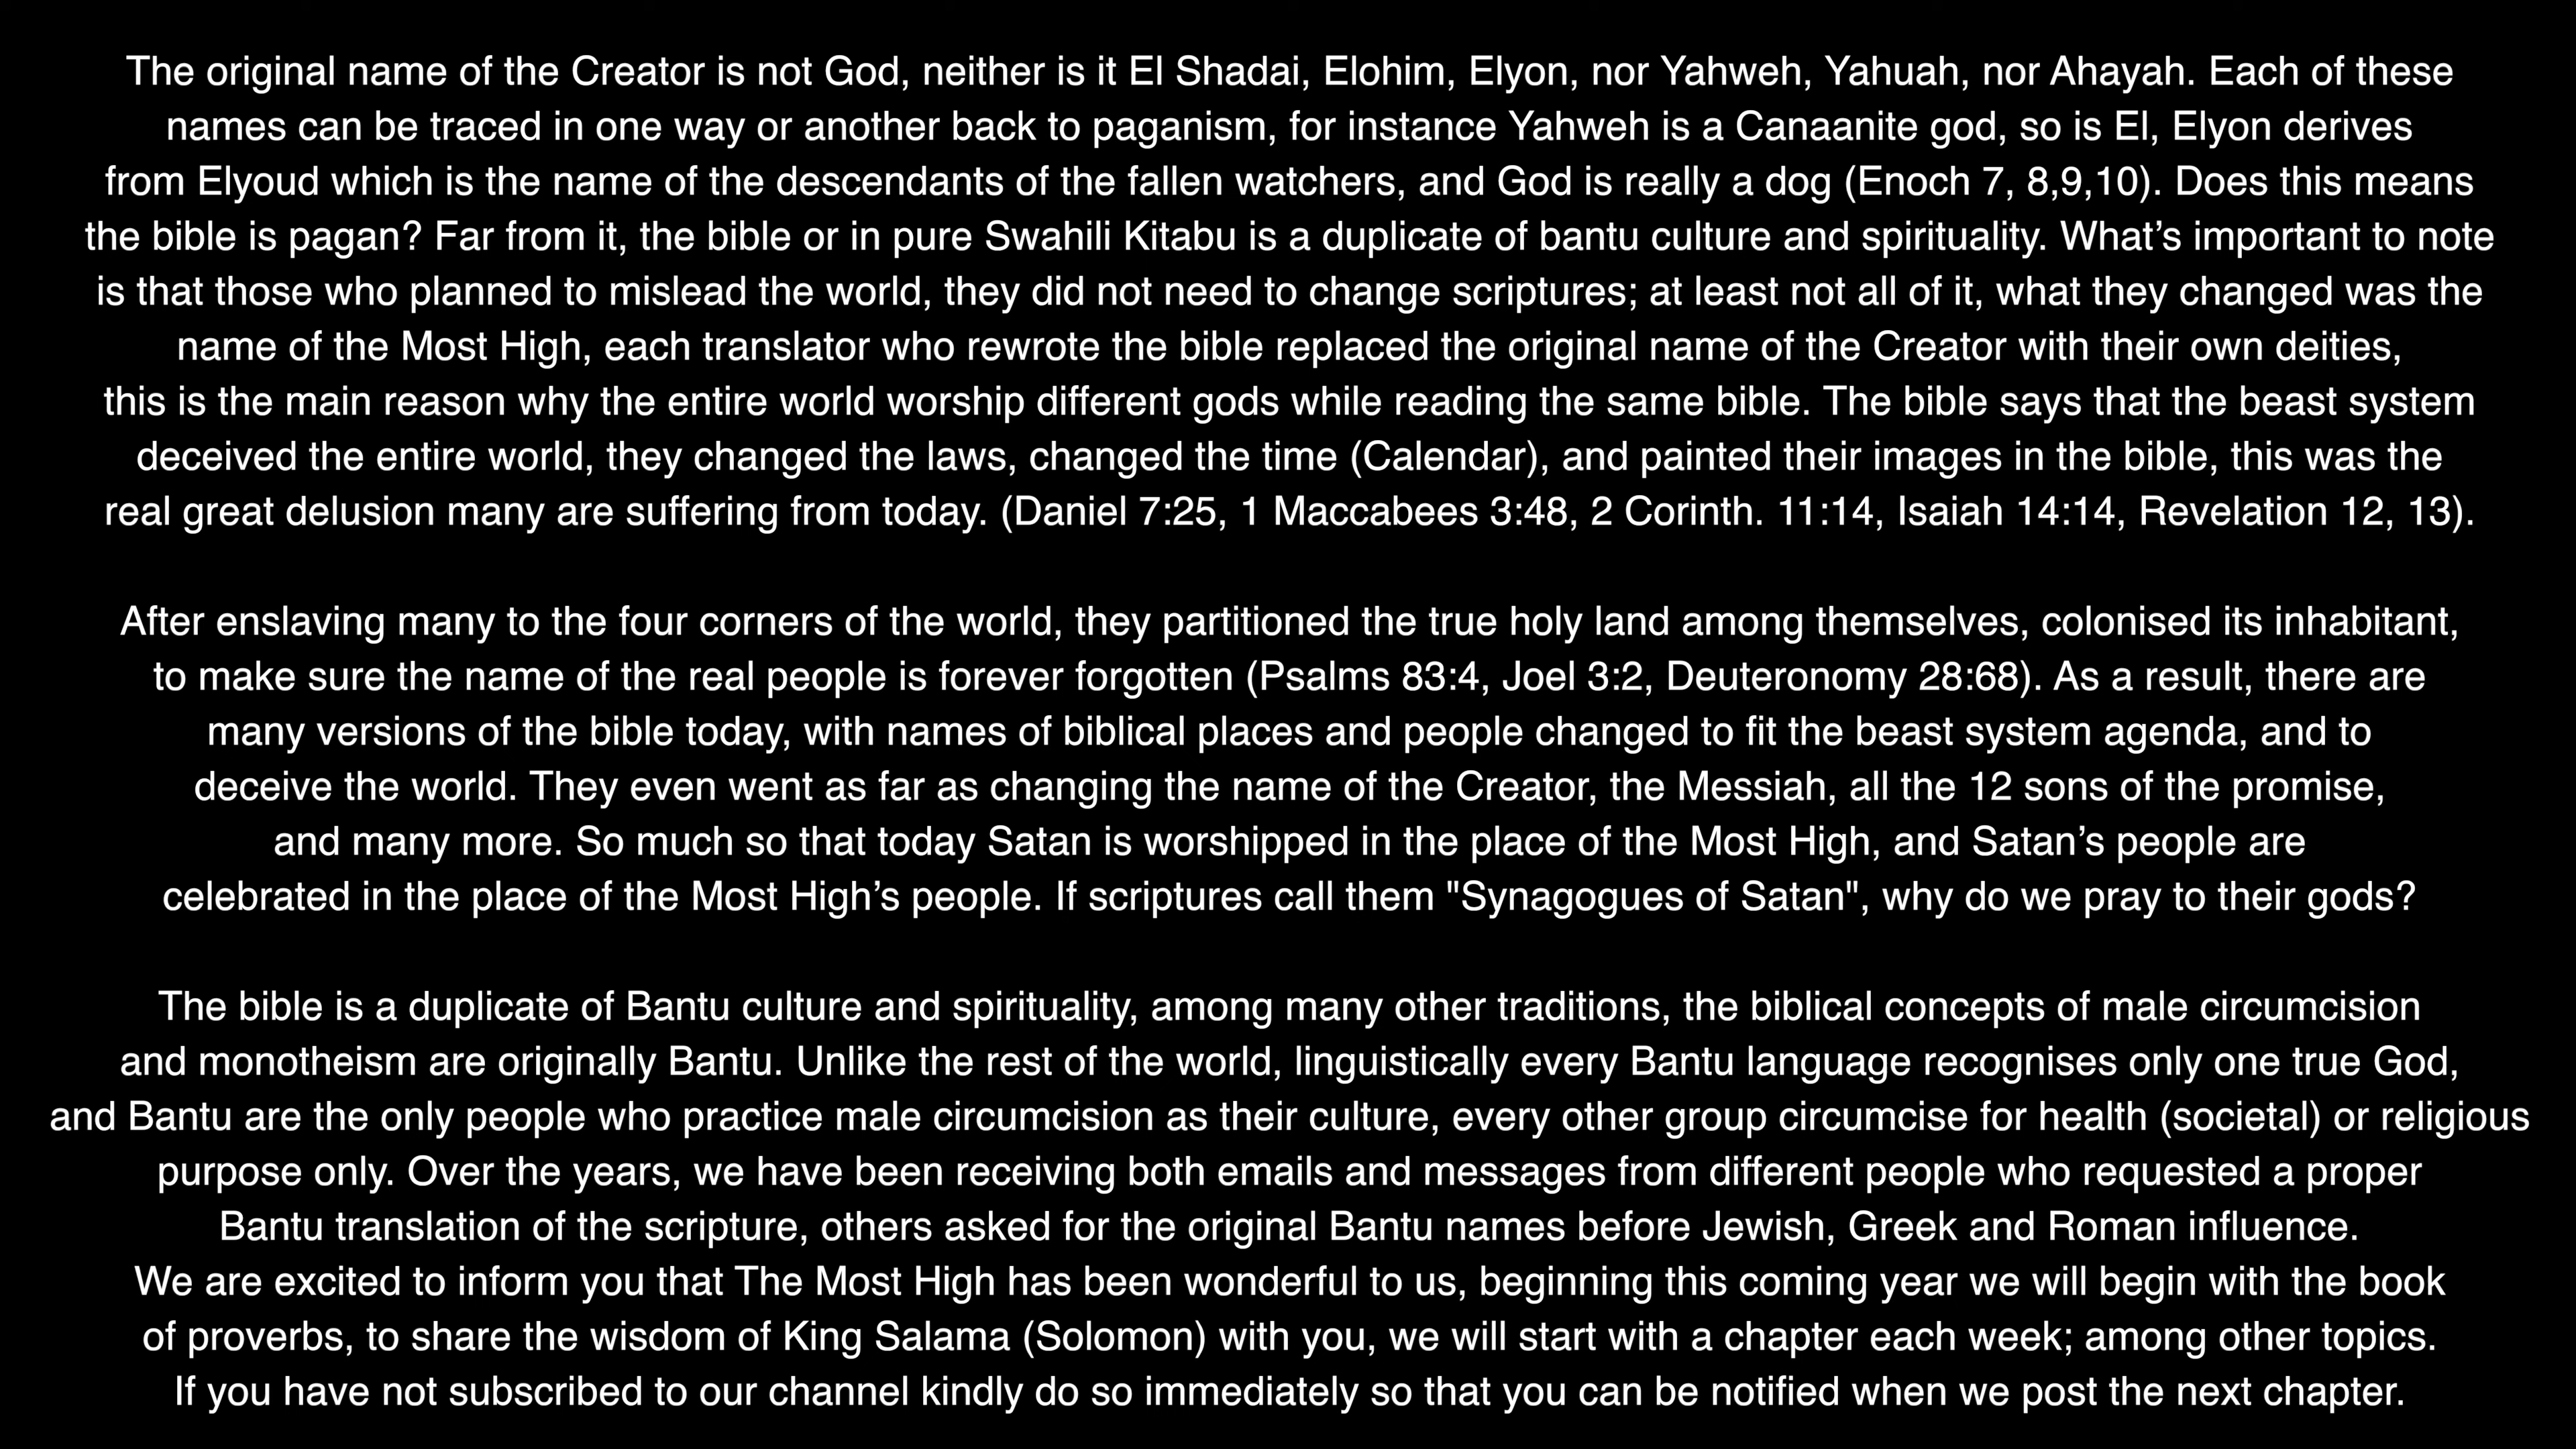 The original name of the Creator is not God, neither is it El Shadai, Elohim, Elyon, nor Yahweh, Yahuah, nor Ahayah. Each of these
names can be traced in one way or another back to paganism, for instance Yahweh is a Canaanite god, so is El, Elyon derives
from Elyoud which is the name of the descendants of the fallen watchers, and God is really a dog (Enoch 7, 8,9,10). Does this means
the bible is pagan? Far from it, the bible or in pure Swahili Kitabu is a duplicate of bantu culture and spirituality. What’s important to note
is that those who planned to mislead the world, they did not need to change scriptures; at least not all of it, what they changed was the
name of the Most High, each translator who rewrote the bible replaced the original name of the Creator with their own deities,
this is the main reason why the entire world worship different gods while reading the same bible. The bible says that the beast system
deceived the entire world, they changed the laws, changed the time (Calendar), and painted their images in the bible, this was the
real great delusion many are suffering from today. (Daniel 7:25, 1 Maccabees 3:48, 2 Corinth. 11:14, Isaiah 14:14, Revelation 12, 13).

After enslaving many to the four corners of the world, they partitioned the true holy land among themselves, colonised its inhabitant,
to make sure the name of the real people is forever forgotten (Psalms 83:4, Joel 3:2, Deuteronomy 28:68). As a result, there are
many versions of the bible today, with names of biblical places and people changed to fit the beast system agenda, and to
deceive the world. They even went as far as changing the name of the Creator, the Messiah, all the 12 sons of the promise,
and many more. So much so that today Satan is worshipped in the place of the Most High, and Satan’s people are
celebrated in the place of the Most High’s people. If scriptures call them "Synagogues of Satan", why do we pray to their gods?

The bible is a duplicate of Bantu culture and spirituality, among many other traditions, the biblical concepts of male circumcision
and monotheism are originally Bantu. Unlike the rest of the world, linguistically every Bantu language recognises only one true God,
and Bantu are the only people who practice male circumcision as their culture, every other group circumcise for health (societal) or religious
purpose only. Over the years, we have been receiving both emails and messages from different people who requested a proper
Bantu translation of the scripture, others asked for the original Bantu names before Jewish, Greek and Roman influence.
We are excited to inform you that The Most High has been wonderful to us, beginning this coming year we will begin with the book
of proverbs, to share the wisdom of King Salama (Solomon) with you, we will start with a chapter each week; among other topics.
If you have not subscribed to our channel kindly do so immediately so that you can be notified when we post the next chapter.